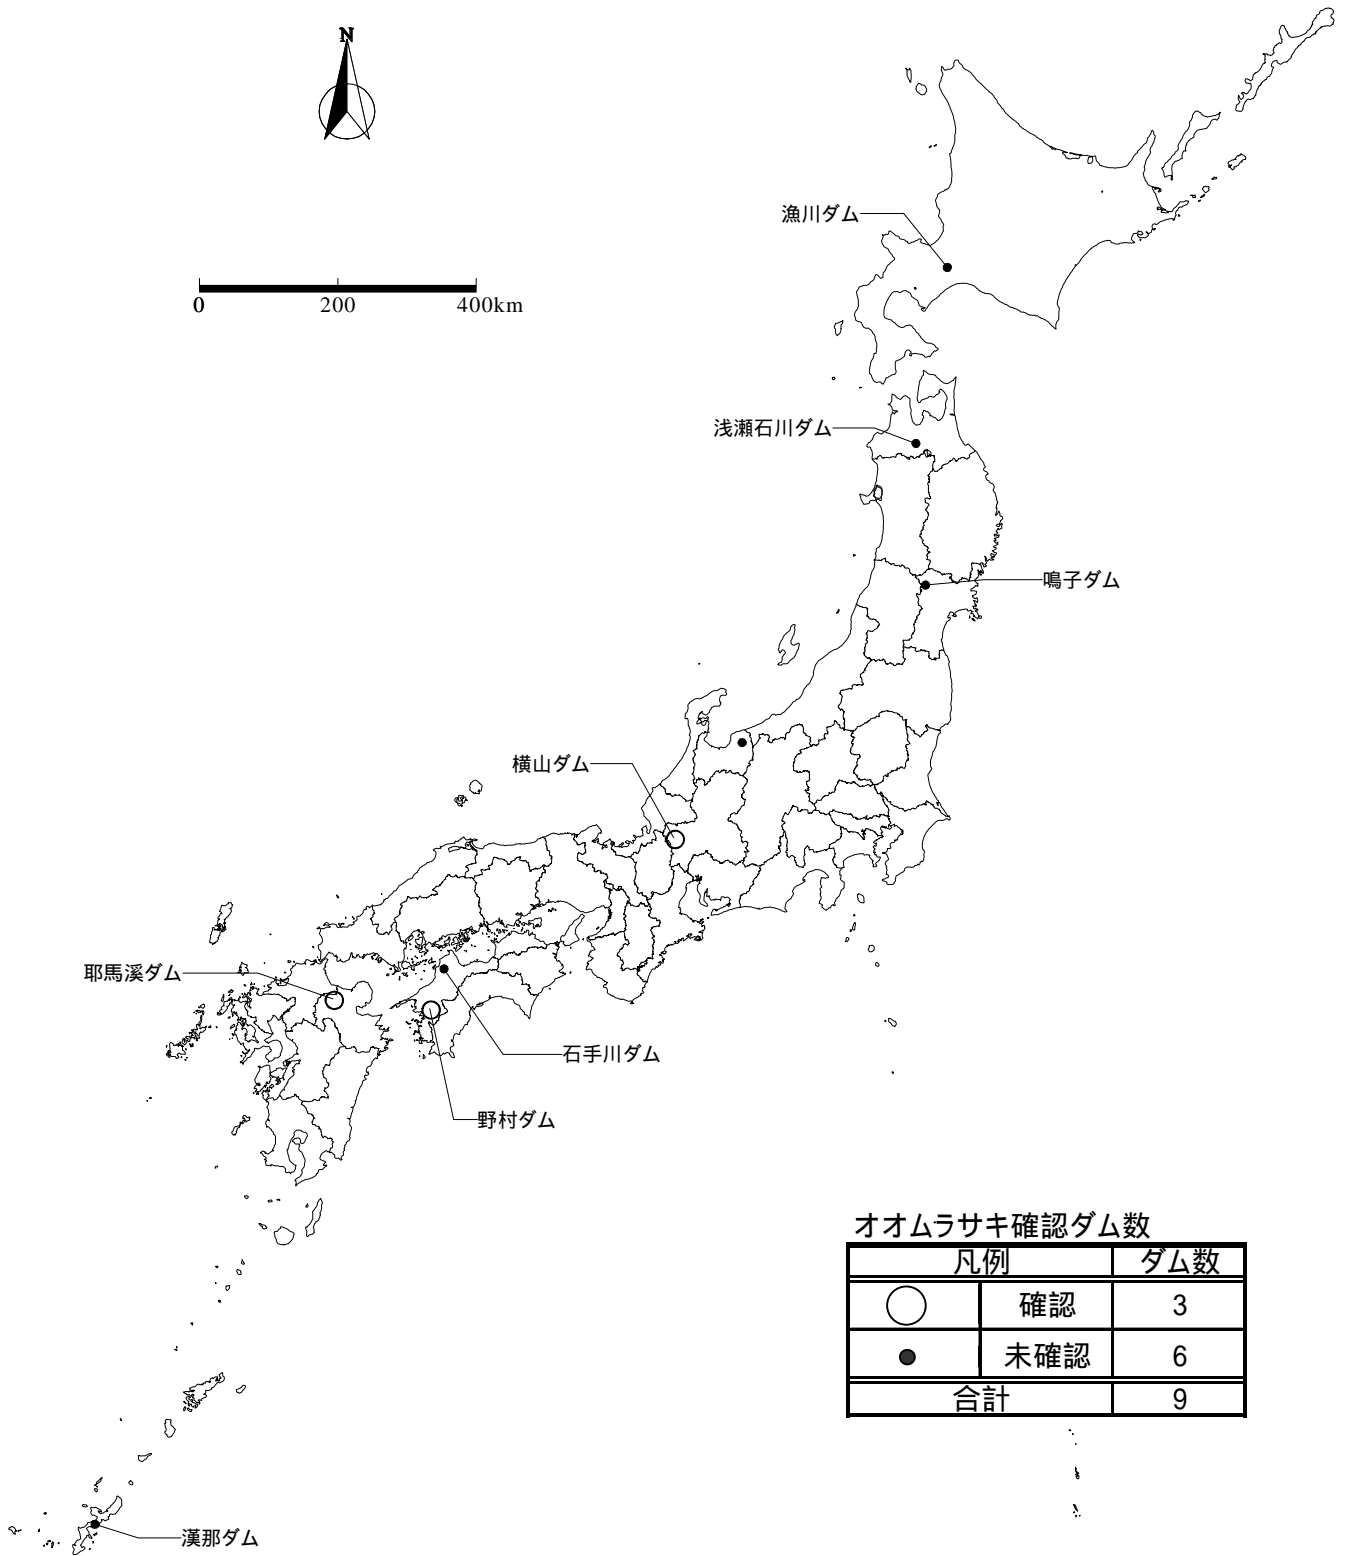 N
0 200 400km
漁川ダム
浅瀬石川ダム
鳴子ダム
横山ダム
耶馬溪ダム
石手川ダム
野村ダム
オオムラサキ確認ダム数
凡例 ダム数
確認 3
未確認 6
合計 9
漢那ダム